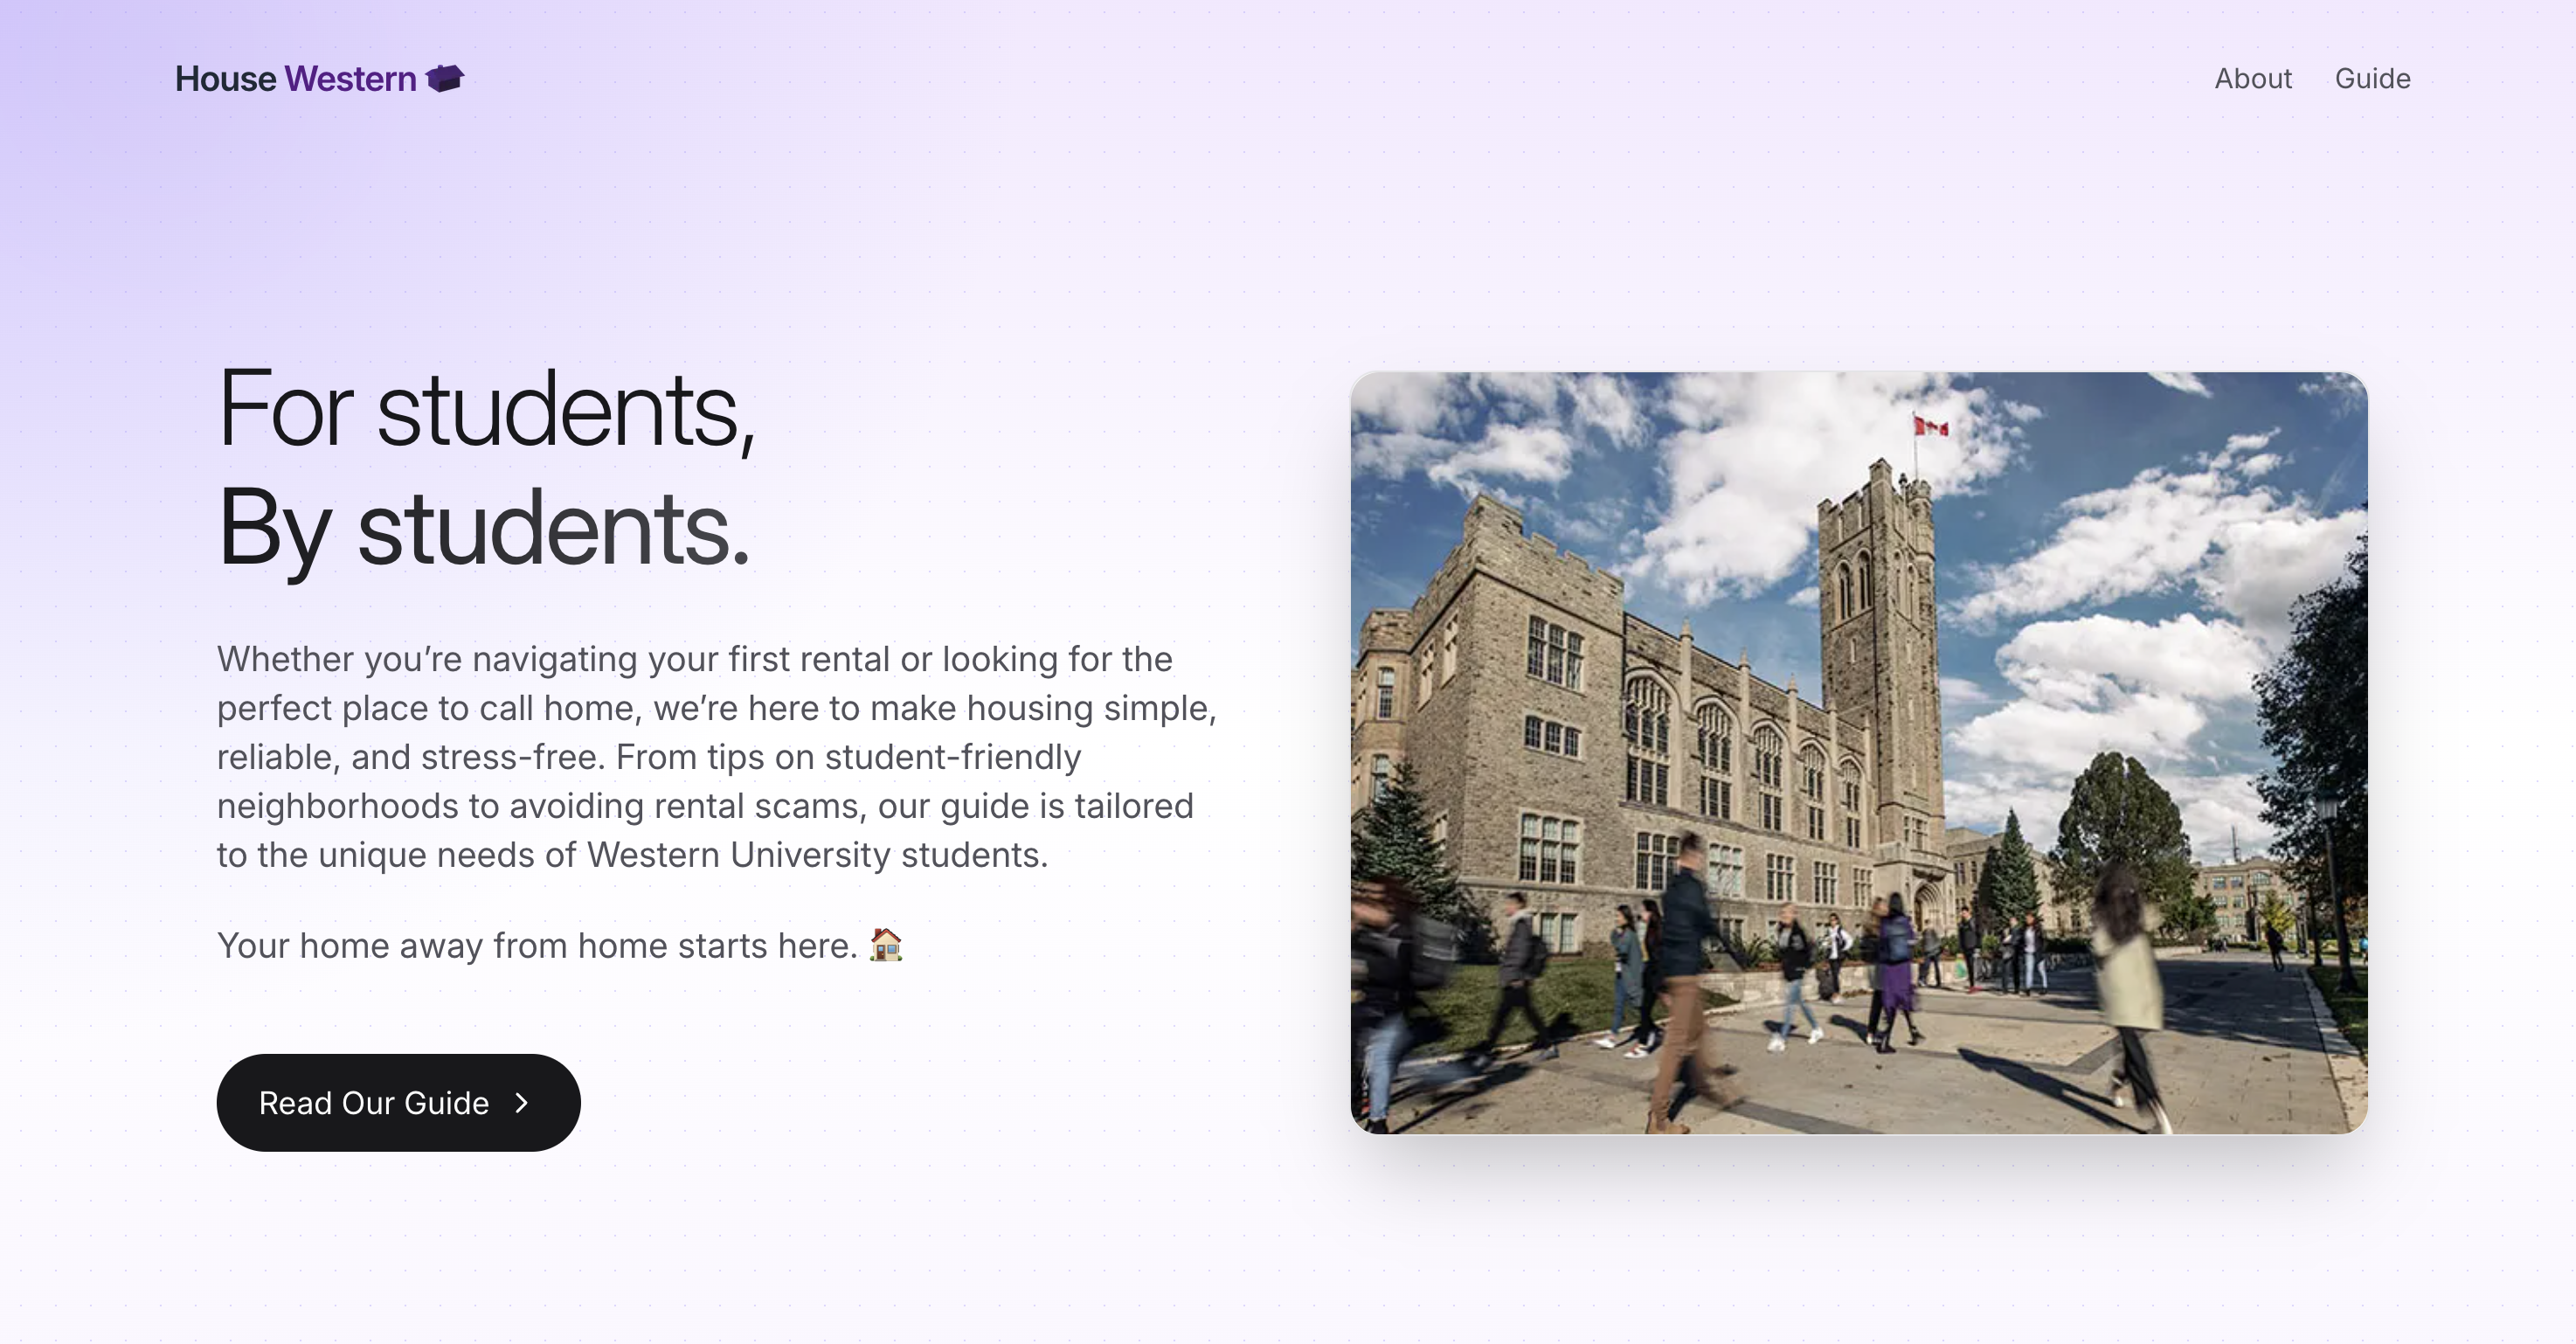 House Western
About Guide
For students,
By students.
Whether you’re navigating your first rental or looking for the
perfect place to call home, we’re here to make housing simple,
reliable, and stress-free. From tips on student-friendly
neighborhoods to avoiding rental scams, our guide is tailored
to the unique needs of Western University students.
Your home away from home starts here. 🏠
Read Our Guide